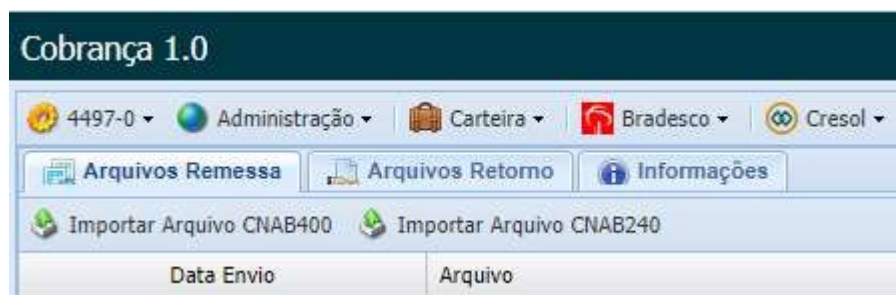 Cobrança 1.0
4497-0 Administração Carteira Bradesco Cresol
Arquivos Remessa Arquivos Retorno Informações
Importar Arquivo CNAB400 Importar Arquivo CNAB240
Data Envio Arquivo